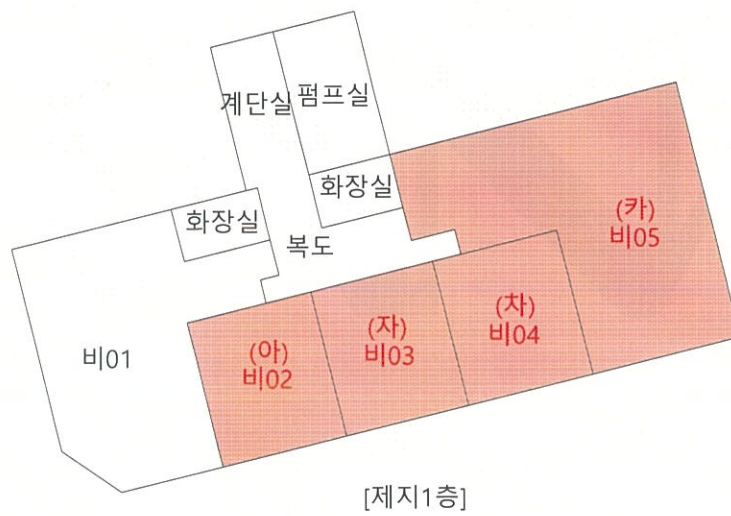 계단실
펌프실
화장실
화장실
복도
(카)
비05
(차)
비04
(자)
비03
(아)
비02
비01
[제지1층]